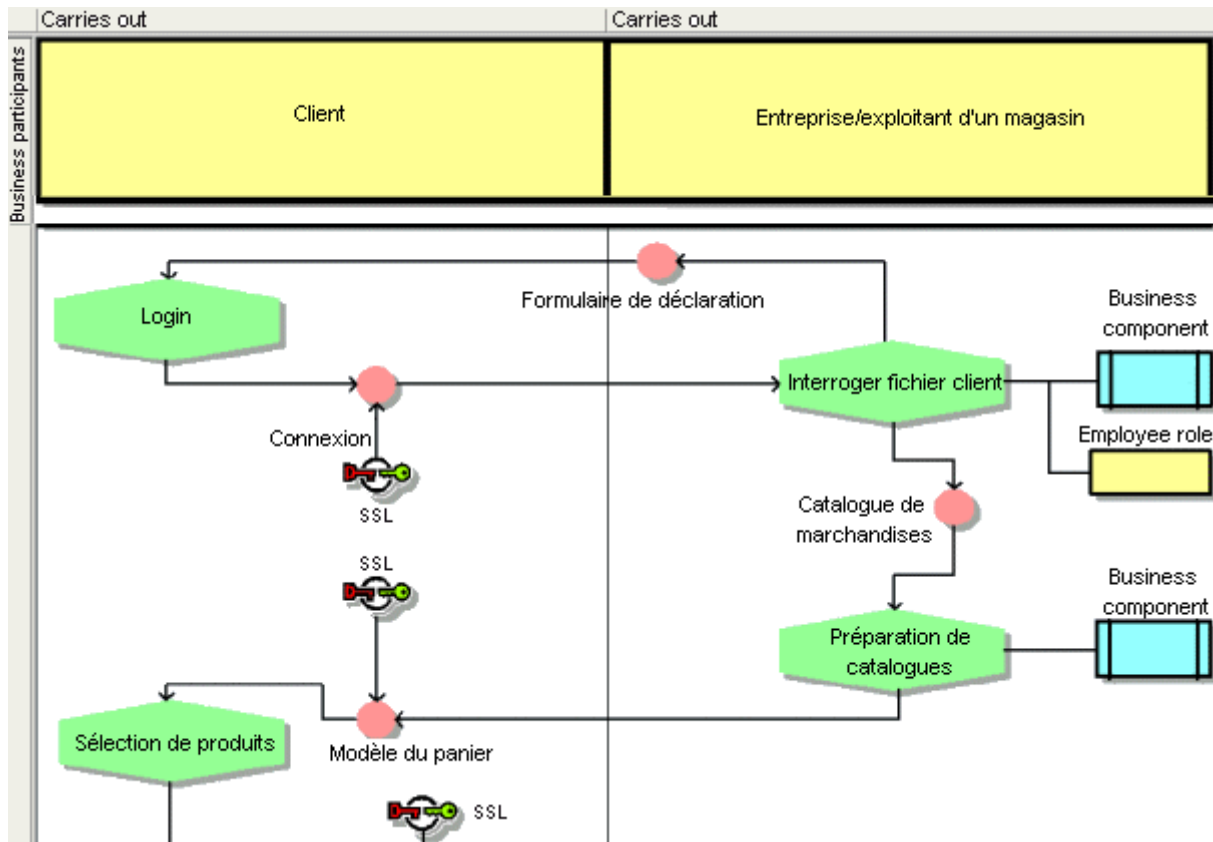 Carries out
Carries out
Business participants
Client
Entreprise/exploitant d'un magasin
Formulaire de déclaration
Login
Business
component
Interroger fichier client
Connexion
Employee role
SSL
Catalogue de
marchandises
SSL
Business
component
Préparation de
catalogues
Sélection de produits
Modèle du panier
SSL